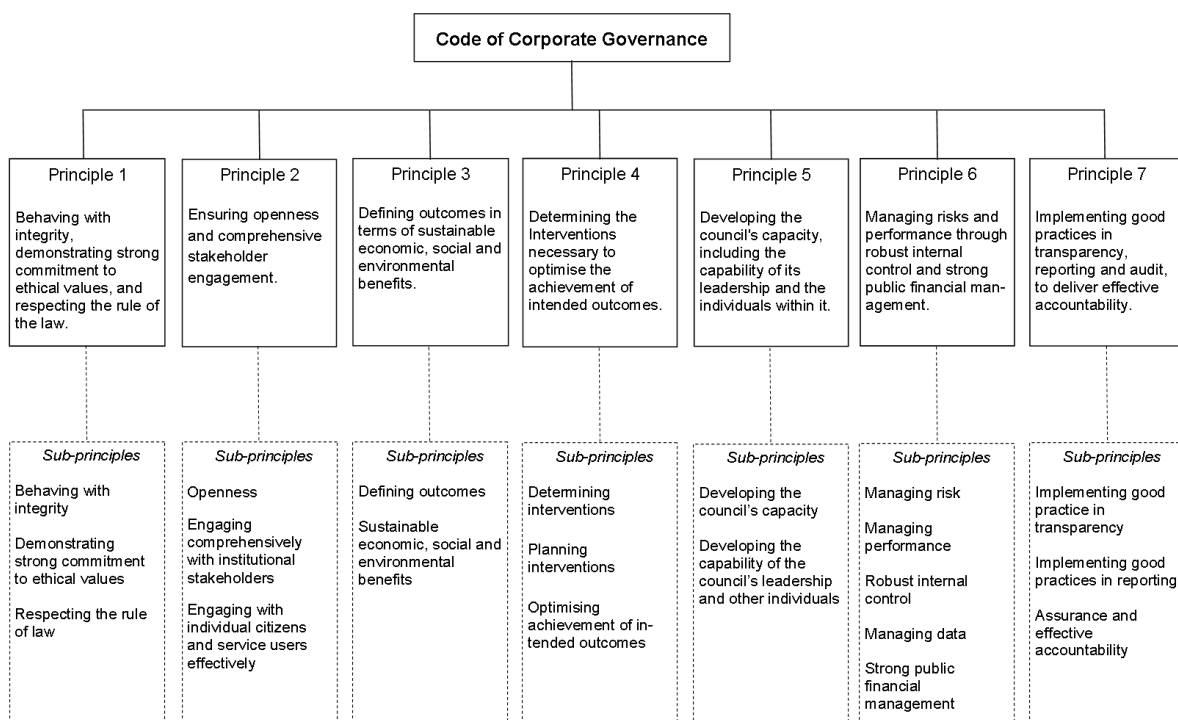 Code of Corporate Governance
Principle 1
Behaving with
integrity,
demonstrating strong
commitment to
ethical values, and
respecting the rule of
the law.
Principle 2
Ensuring openness
and comprehensive
stakeholder
engagement.
Principle 3
Defining outcomes in
terms of sustainable
economic, social and
environmental
benefits.
Principle 4
Determining the
Interventions
necessary to
optimise the
achievement of
intended outcomes.
Principle 5
Developing the
council's capacity,
including the
capability of its
leadership and the
individuals within it.
Principle 6
Managing risks and
performance through
robust internal
control and strong
public financial man-
agement.
Principle 7
Implementing good
practices in
transparency,
reporting and audit,
to deliver effective
accountability.
Sub-principles
Behaving with
integrity
Demonstrating
strong commitment
to ethical values
Respecting the rule
of law
Sub-principles
Openness
Engaging
comprehensively
with institutional
stakeholders
Engaging with
individual citizens
and service users
effectively
Sub-principles
Defining outcomes
Sustainable
economic, social and
environmental
benefits
Sub-principles
Determining
interventions
Planning
interventions
Optimising
achievement of in-
tended outcomes
Sub-principles
Developing the
council's capacity
Developing the
capability of the
council's leadership
and other individuals
Sub-principles
Managing risk
Managing
performance
Robust internal
control
Managing data
Strong public
financial
management
Sub-principles
Implementing good
practice in
transparency
Implementing good
practices in reporting
Assurance and
effective
accountability